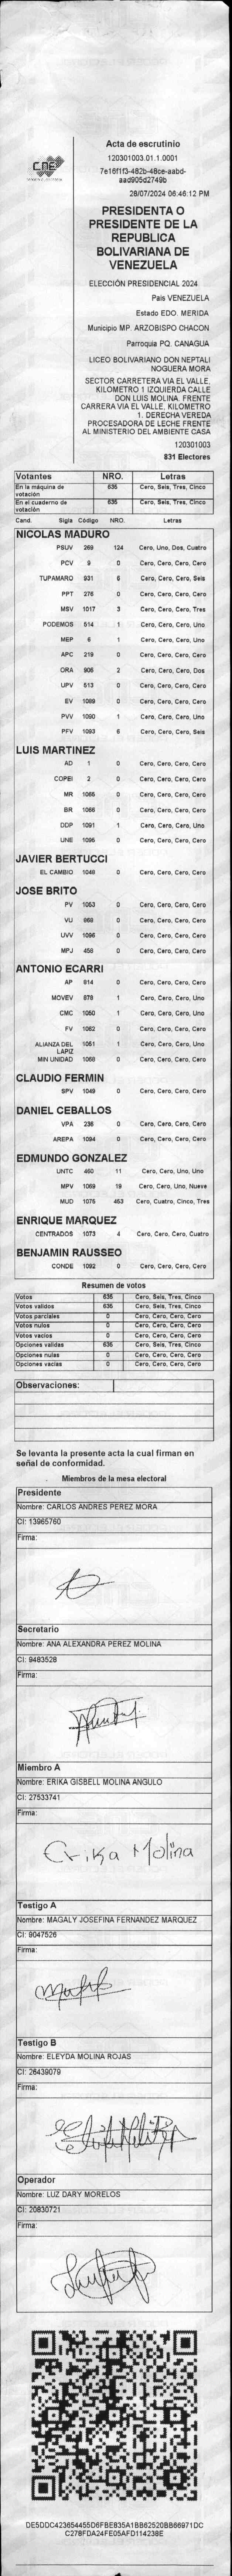 CNE
Acta de escrutinio
120301003.01.1.0001
7e16f1f3-482b-48ce-aabd-
aad905d2749b
28/07/2024 06:46:12 PM
PRESIDENTA O
PRESIDENTE DE LA
REPUBLICA
BOLIVARIANA DE
VENEZUELA
ELECCIÓN PRESIDENCIAL 2024
País VENEZUELA
Estado EDO. MERIDA
Municipio MP. ARZOBISPO CHACON
Parroquia PQ. CANAGUA
LICEO BOLIVARIANO DON NEPTALI
NOGUERA MORA
SECTOR CARRETERA VIA EL VALLE,
KILOMETRO 1 IZQUIERDA CALLE
DON LUIS MOLINA. FRENTE
CARRERA VIA EL VALLE, KILOMETRO
1. DERECHA VEREDA
PROCESADORA DE LECHE FRENTE
AL MINISTERIO DEL AMBIENTE CASA
120301003
831 Electores
Votantes NRO. Letras
En la máquina de
votación 635 Cero, Seis, Tres, Cinco
En el cuaderno de
votación 635 Cero, Seis, Tres, Cinco
Cand. Sigla Código NRO. Letras
NICOLAS MADURO
PSUV 269 124 Cero, Uno, Dos, Cuatro
PCV 9 0 Cero, Cero, Cero, Cero
TUPAMARO 931 6 Cero, Cero, Cero, Seis
PPT 276 0 Cero, Cero, Cero, Cero
MSV 1017 3 Cero, Cero, Cero, Tres
PODEMOS 514 1 Cero, Cero, Cero, Uno
MEP 6 1 Cero, Cero, Cero, Uno
APC 219 0 Cero, Cero, Cero, Cero
ORA 906 2 Cero, Cero, Cero, Dos
UPV 513 0 Cero, Cero, Cero, Cero
EV 1089 0 Cero, Cero, Cero, Cero
PVV 1090 1 Cero, Cero, Cero, Uno
PFV 1093 6 Cero, Cero, Cero, Seis
LUIS MARTINEZ
AD 1 0 Cero, Cero, Cero, Cero
COPEI 2 0 Cero, Cero, Cero, Cero
MR 1065 0 Cero, Cero, Cero, Cero
BR 1066 0 Cero, Cero, Cero, Cero
DDP 1091 1 Cero, Cero, Cero, Uno
UNE 1095 0 Cero, Cero, Cero, Cero
JAVIER BERTUCCI
EL CAMBIO 1048 0 Cero, Cero, Cero, Cero
JOSE BRITO
PV 1053 0 Cero, Cero, Cero, Cero
VU 869 0 Cero, Cero, Cero, Cero
UVV 1096 0 Cero, Cero, Cero, Cero
MPJ 458 0 Cero, Cero, Cero, Cero
ANTONIO ECARRI
AP 814 0 Cero, Cero, Cero, Cero
MOVEV 878 1 Cero, Cero, Cero, Uno
CMC 1050 1 Cero, Cero, Cero, Uno
FV 1082 0 Cero, Cero, Cero, Cero
ALIANZA DEL
LAPIZ 1051 1 Cero, Cero, Cero, Uno
MIN UNIDAD 1068 0 Cero, Cero, Cero, Cero
CLAUDIO FERMIN
SPV 1049 0 Cero, Cero, Cero, Cero
DANIEL CEBALLOS
VPA 236 0 Cero, Cero, Cero, Cero
AREPA 1094 0 Cero, Cero, Cero, Cero
EDMUNDO GONZALEZ
UNTC 460 11 Cero, Cero, Uno, Uno
MPV 1069 19 Cero, Cero, Uno, Nueve
MUD 1075 453 Cero, Cuatro, Cinco, Tres
ENRIQUE MARQUEZ
CENTRADOS 1073 4 Cero, Cero, Cero, Cuatro
BENJAMIN RAUSSEO
CONDE 1092 0 Cero, Cero, Cero, Cero
Resumen de votos
Votos 635 Cero, Seis, Tres, Cinco
Votos validos 635 Cero, Seis, Tres, Cinco
Votos parciales 0 Cero, Cero, Cero, Cero
Votos nulos 0 Cero, Cero, Cero, Cero
Votos vacíos 0 Cero, Cero, Cero, Cero
Opciones validas 635 Cero, Seis, Tres, Cinco
Opciones nulas 0 Cero, Cero, Cero, Cero
Opciones vacías 0 Cero, Cero, Cero, Cero
Observaciones:
Se levanta la presente acta la cual firman en
señal de conformidad.
Miembros de la mesa electoral
Presidente
Nombre: CARLOS ANDRES PEREZ MORA
CI: 13965760
Firma:
Secretario
Nombre: ANA ALEXANDRA PEREZ MOLINA
CI: 9483528
Firma:
Miembro A
Nombre: ERIKA GISBELL MOLINA ANGULO
CI: 27533741
Firma:
Erika Molina
Testigo A
Nombre: MAGALY JOSEFINA FERNANDEZ MARQUEZ
CI: 9047526
Firma:
Testigo B
Nombre: ELEYDA MOLINA ROJAS
CI: 26439079
Firma:
Operador
Nombre: LUZ DARY MORELOS
CI: 20830721
Firma:
DE5DDC423654455D6FBE835A1BB62520BB66971DC
C278FDA24FE05AFD114238E